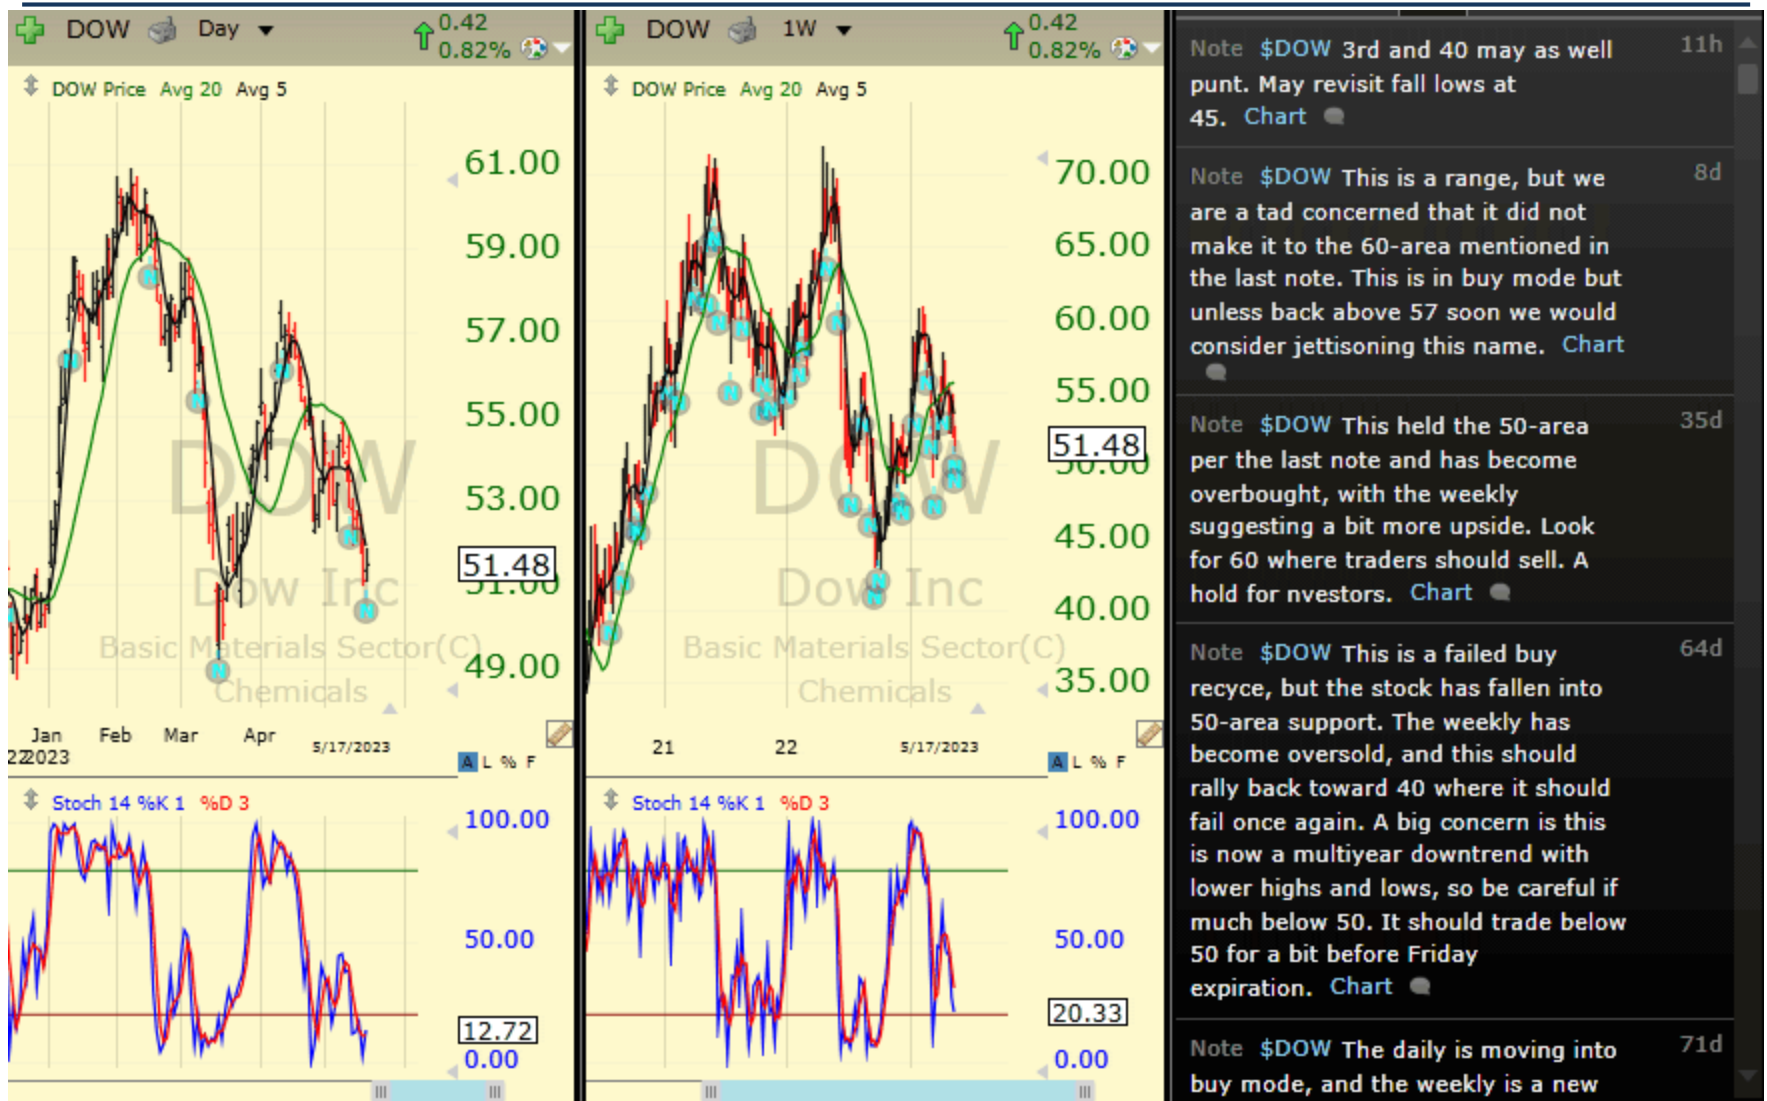 DOW Day 0.42
0.82%
DOW Price Avg 20 Avg 5
61.00
59.00
57.00
55.00
53.00
51.48
51.00
49.00
DOW
Dow Inc
Basic Materials Sector(C)
Chemicals
Jan Feb Mar Apr 5/17/2023
22 2023
A L % F
Stoch 14 %K 1 %D 3
100.00
50.00
12.72
0.00
DOW 1W 0.42
0.82%
DOW Price Avg 20 Avg 5
70.00
65.00
60.00
55.00
51.48
50.00
45.00
40.00
35.00
DOW
Dow Inc
Basic Materials Sector(C)
Chemicals
21 22 5/17/2023
A L % F
Stoch 14 %K 1 %D 3
100.00
50.00
20.33
0.00
Note $DOW 3rd and 40 may as well 11h
punt. May revisit fall lows at
45. Chart
Note $DOW This is a range, but we 8d
are a tad concerned that it did not
make it to the 60-area mentioned in
the last note. This is in buy mode but
unless back above 57 soon we would
consider jettisoning this name. Chart
Note $DOW This held the 50-area 35d
per the last note and has become
overbought, with the weekly
suggesting a bit more upside. Look
for 60 where traders should sell. A
hold for nvestors. Chart
Note $DOW This is a failed buy 64d
recyce, but the stock has fallen into
50-area support. The weekly has
become oversold, and this should
rally back toward 40 where it should
fail once again. A big concern is this
is now a multiyear downtrend with
lower highs and lows, so be careful if
much below 50. It should trade below
50 for a bit before Friday
expiration. Chart
Note $DOW The daily is moving into 71d
buy mode, and the weekly is a new